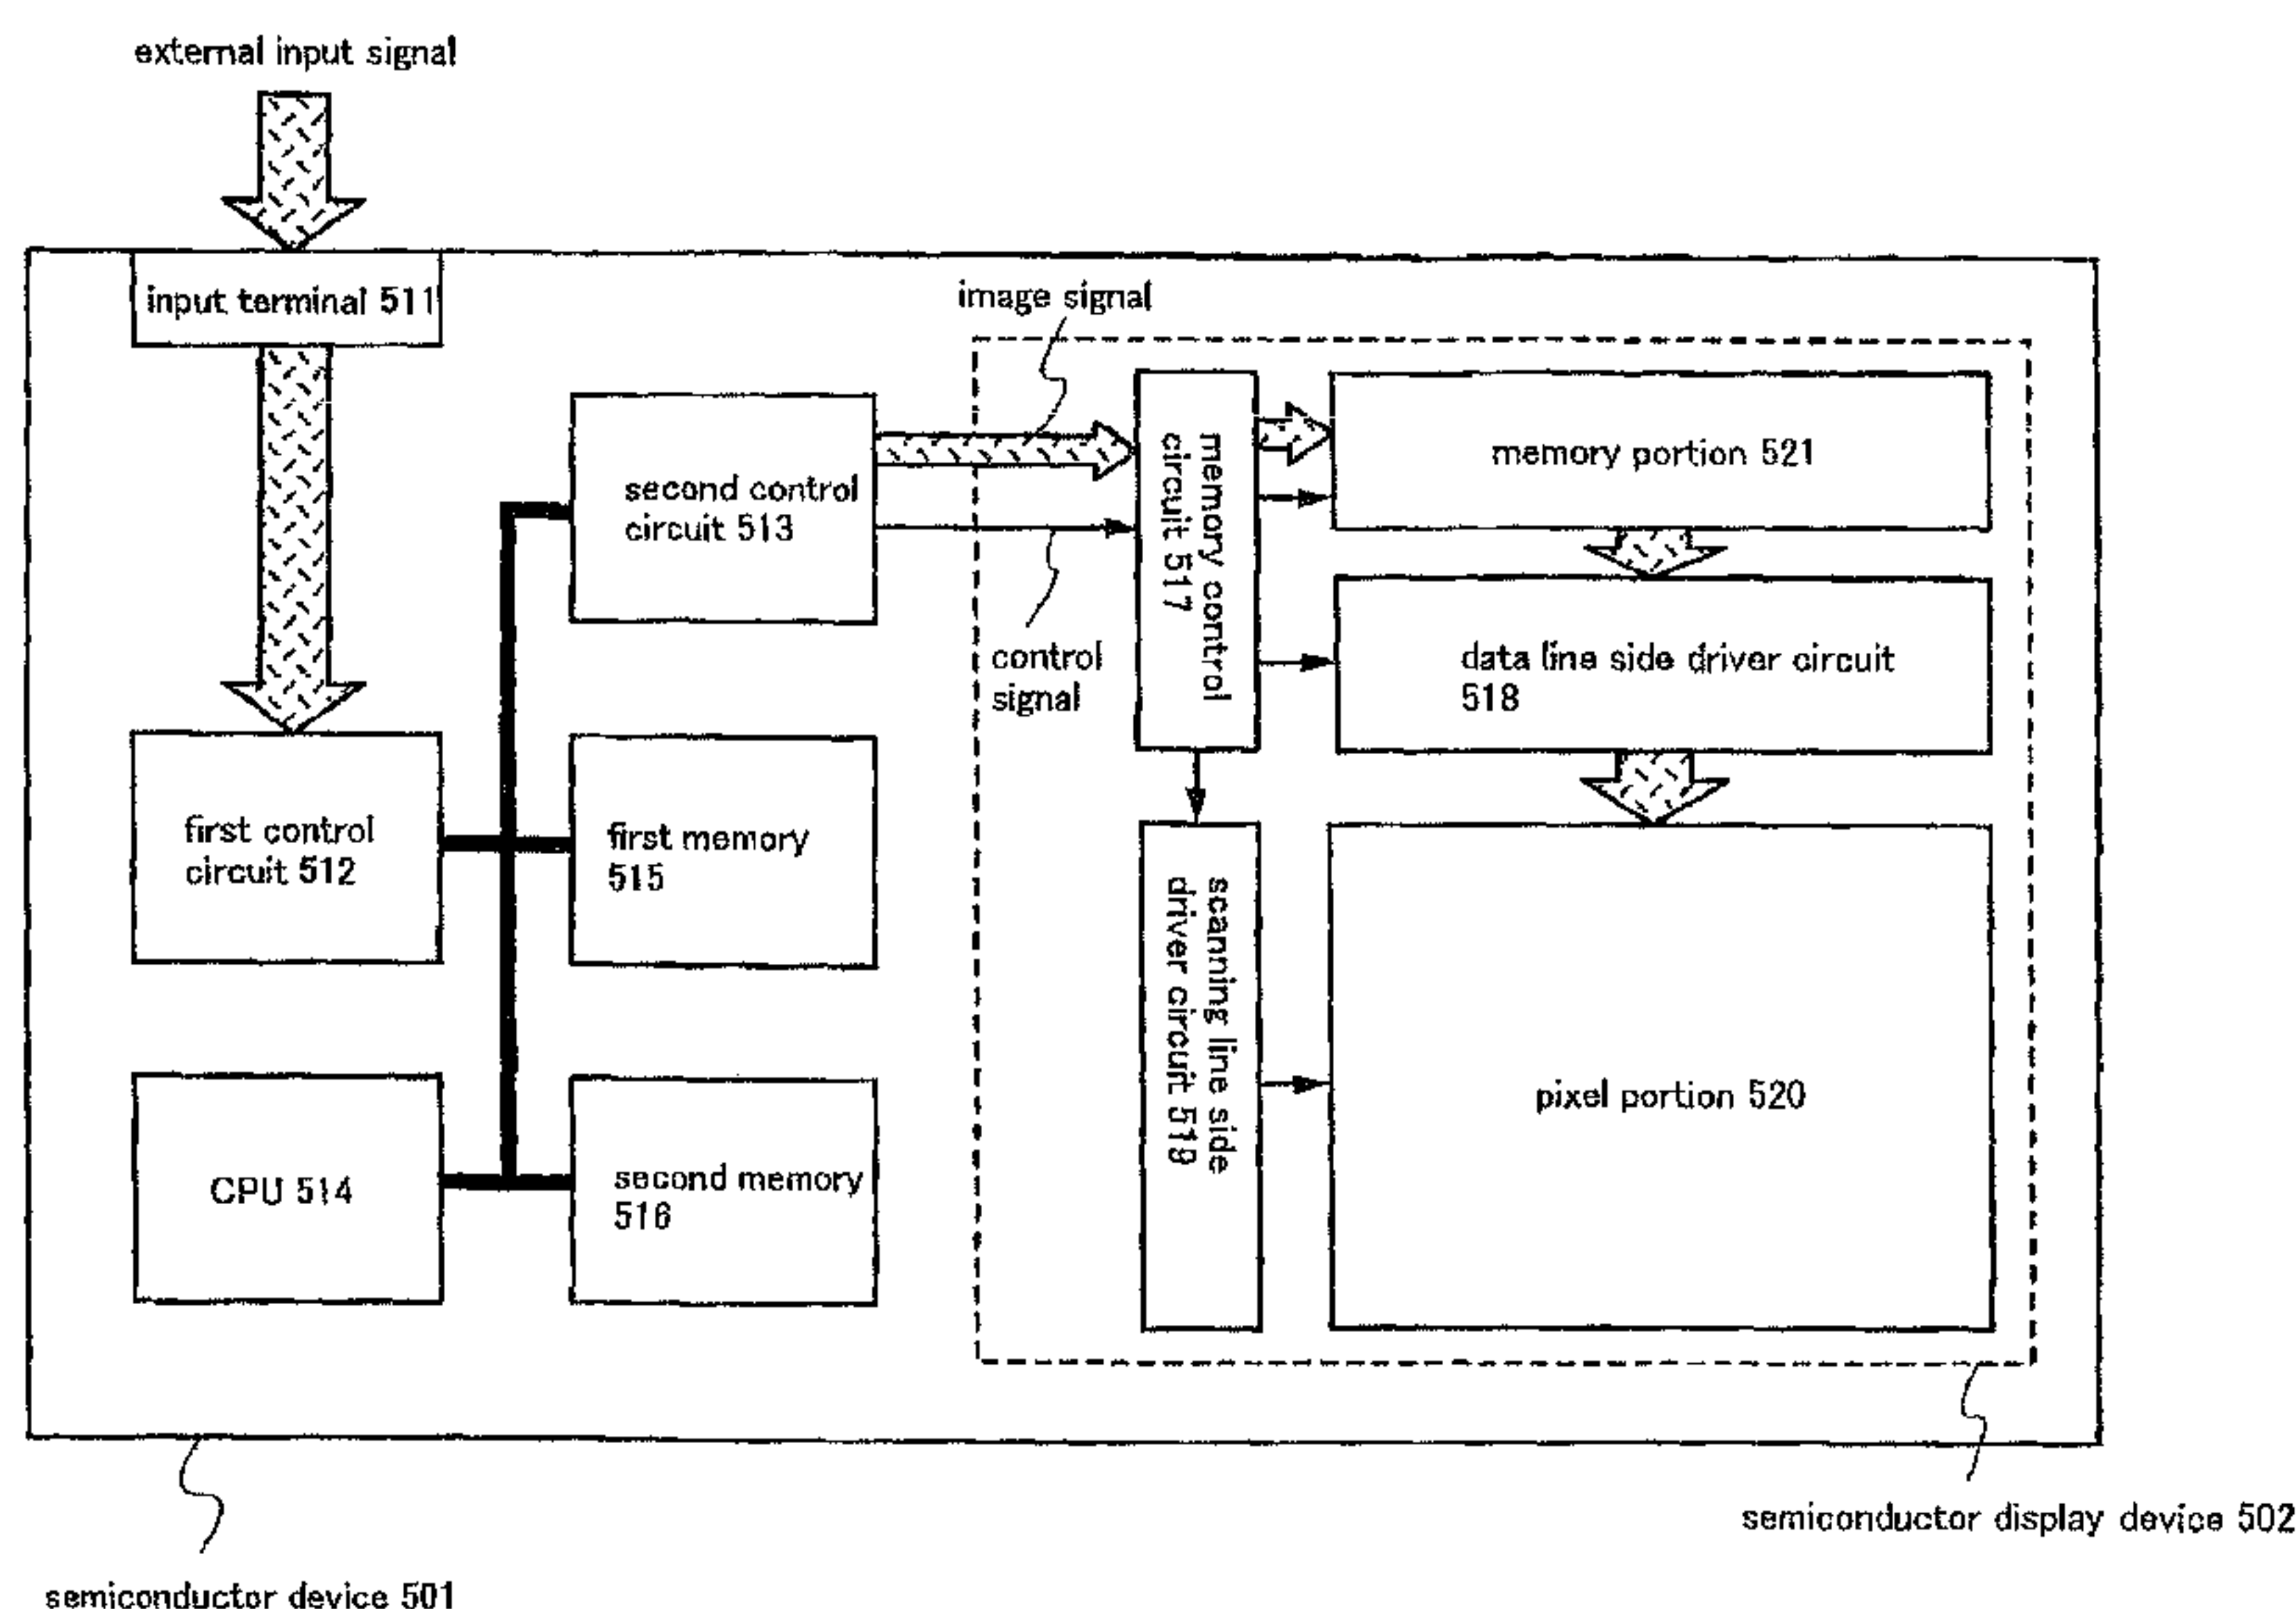 external input signal
input terminal 511
image signal
second control
circuit 513
control
signal
memory control
circuit 517
memory portion 521
data line side driver circuit
518
first control
circuit 512
first memory
515
scanning line side
driver circuit 519
pixel portion 520
CPU 514
second memory
516
semiconductor display device 502
semiconductor device 501